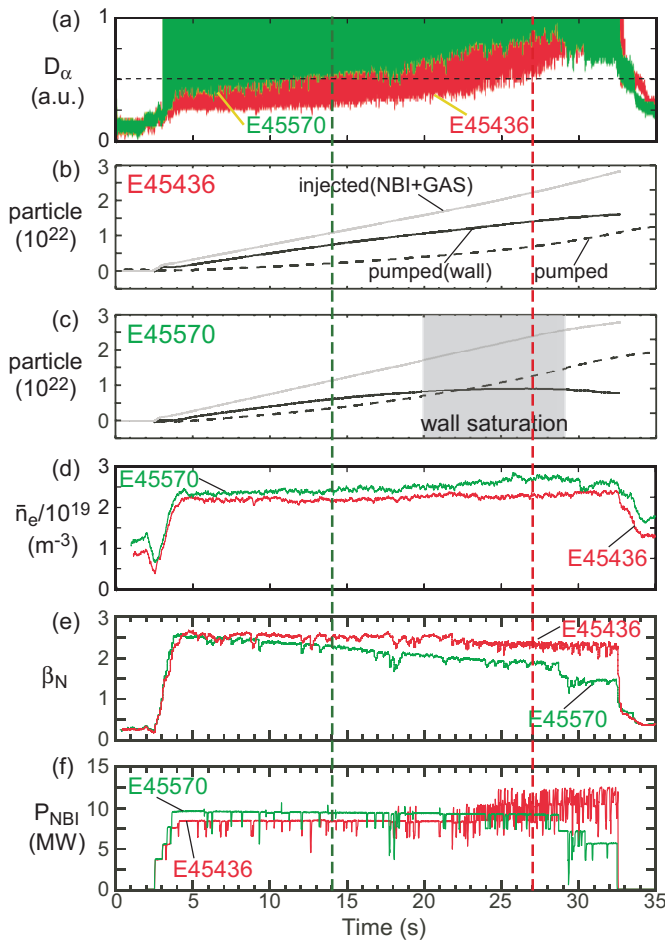 (a)
1
Dα
(a.u.)
0
E45570
E45436
(b)
E45436
3
particle
2
(10²²)
1
0
injected(NBI+GAS)
pumped(wall)
pumped
(c)
E45570
3
particle
2
(10²²)
1
0
wall saturation
(d)
3
E45570
n̄e/10¹⁹
2
(m⁻³)
1
E45436
0
(e)
3
E45436
2
βN
1
E45570
0
(f)
15
E45570
PNBI
10
(MW)
5
E45436
0
0 5 10 15 20 25 30 35
Time (s)